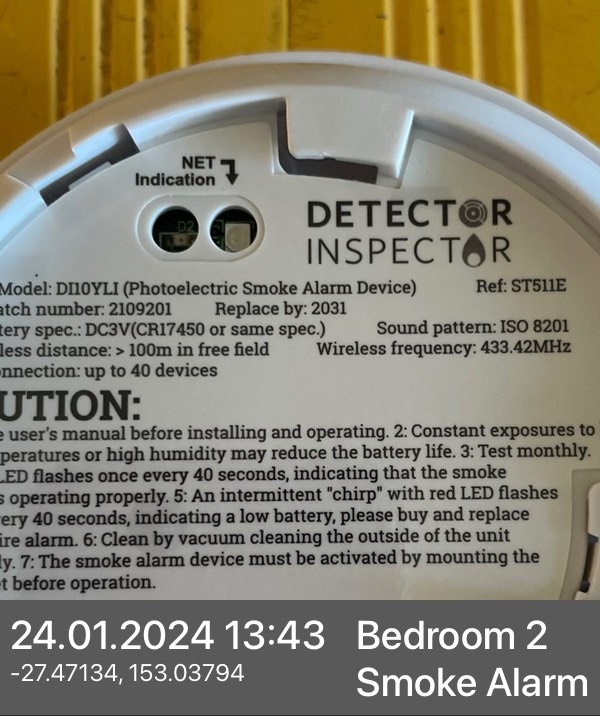 NET
Indication
DETECTOR
INSPECTOR
Model: DI10YLI (Photoelectric Smoke Alarm Device) Ref: ST511E
atch number: 2109201 Replace by: 2031
tery spec.: DC3V(CR17450 or same spec.) Sound pattern: ISO 8201
less distance: > 100m in free field Wireless frequency: 433.42MHz
onnection: up to 40 devices
UTION:
e user's manual before installing and operating. 2: Constant exposures to
peratures or high humidity may reduce the battery life. 3: Test monthly.
LED flashes once every 40 seconds, indicating that the smoke
s operating properly. 5: An intermittent "chirp" with red LED flashes
ery 40 seconds, indicating a low battery, please buy and replace
ire alarm. 6: Clean by vacuum cleaning the outside of the unit
ly. 7: The smoke alarm device must be activated by mounting the
t before operation.
24.01.2024 13:43 Bedroom 2
-27.47134, 153.03794 Smoke Alarm